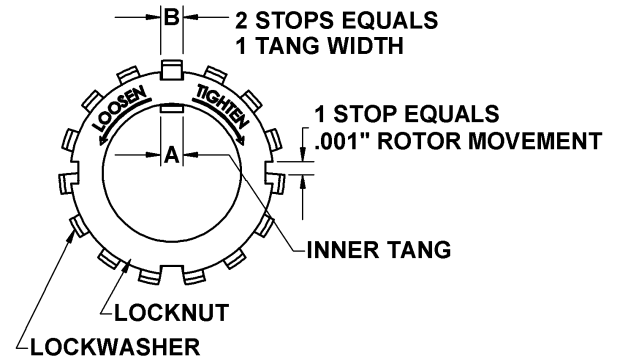 B
2 STOPS EQUALS
1 TANG WIDTH
LOOSEN
TIGHTEN
1 STOP EQUALS
.001" ROTOR MOVEMENT
A
INNER TANG
LOCKNUT
LOCKWASHER